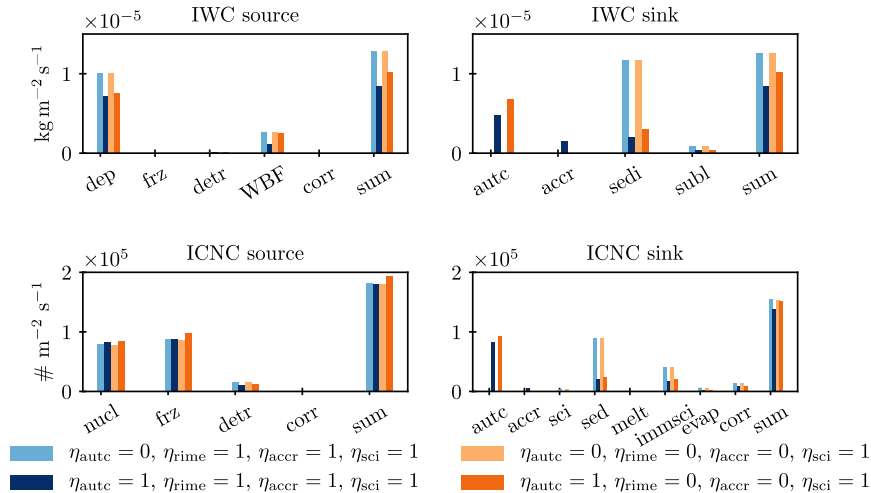 IWC source
×10⁻⁵
kg m⁻² s⁻¹
1
0
dep frz detr WBF corr sum
IWC sink
×10⁻⁵
1
0
autc accr sedi subl sum
ICNC source
×10⁵
# m⁻² s⁻¹
2
1
0
nucl frz detr corr sum
ICNC sink
×10⁵
2
1
0
autc accr sci sed melt immsci evap corr sum
η_autc = 0, η_rime = 1, η_accr = 1, η_sci = 1
η_autc = 1, η_rime = 1, η_accr = 1, η_sci = 1
η_autc = 0, η_rime = 0, η_accr = 0, η_sci = 1
η_autc = 1, η_rime = 0, η_accr = 0, η_sci = 1